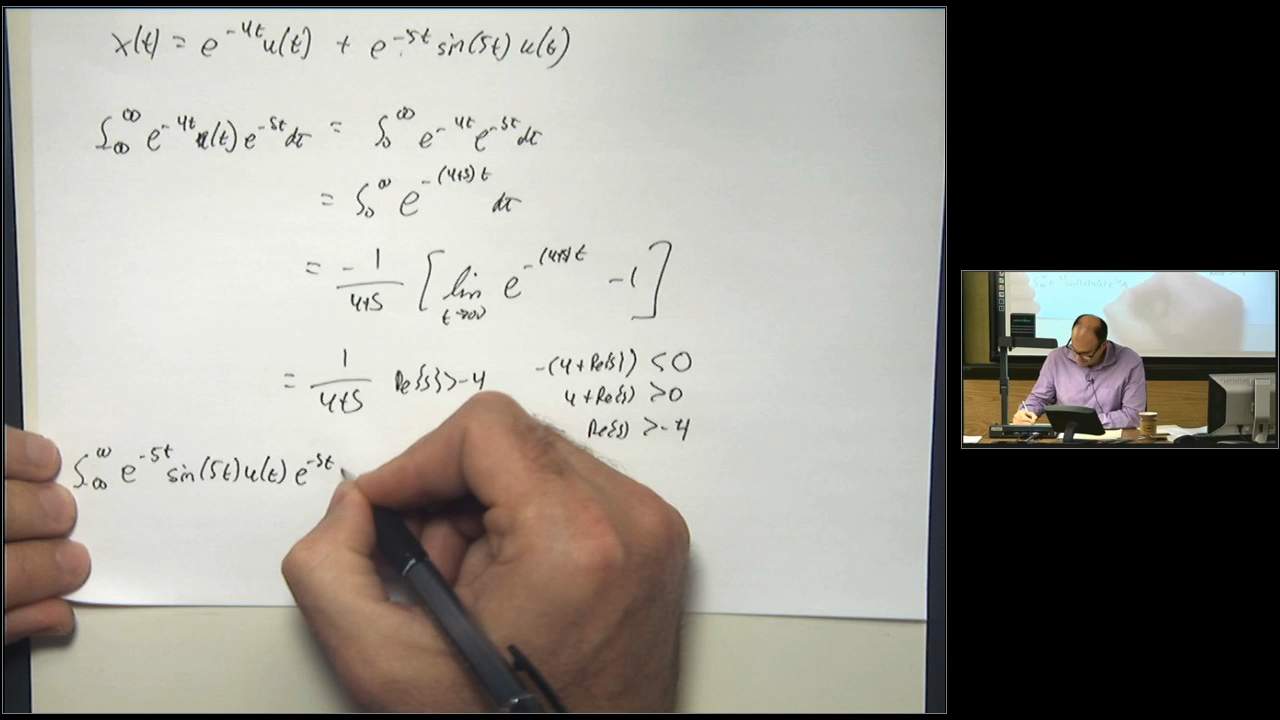 x(t) = e^{-4t}u(t) + e^{-5t} sin(5t) u(t)
∫_{-∞}^{∞} e^{-4t} u(t) e^{-st} dt = ∫_0^{∞} e^{-4t} e^{-st} dt
= ∫_0^{∞} e^{-(4+s)t} dt
= -1/(4+s) [ lim_{t→∞} e^{-(4+s)t} - 1 ]
= 1/(4+s) Re{s} > -4
-(4+Re{s}) < 0
4+Re{s} > 0
Re{s} > -4
∫_{-∞}^{∞} e^{-5t} sin(5t) u(t) e^{-st}